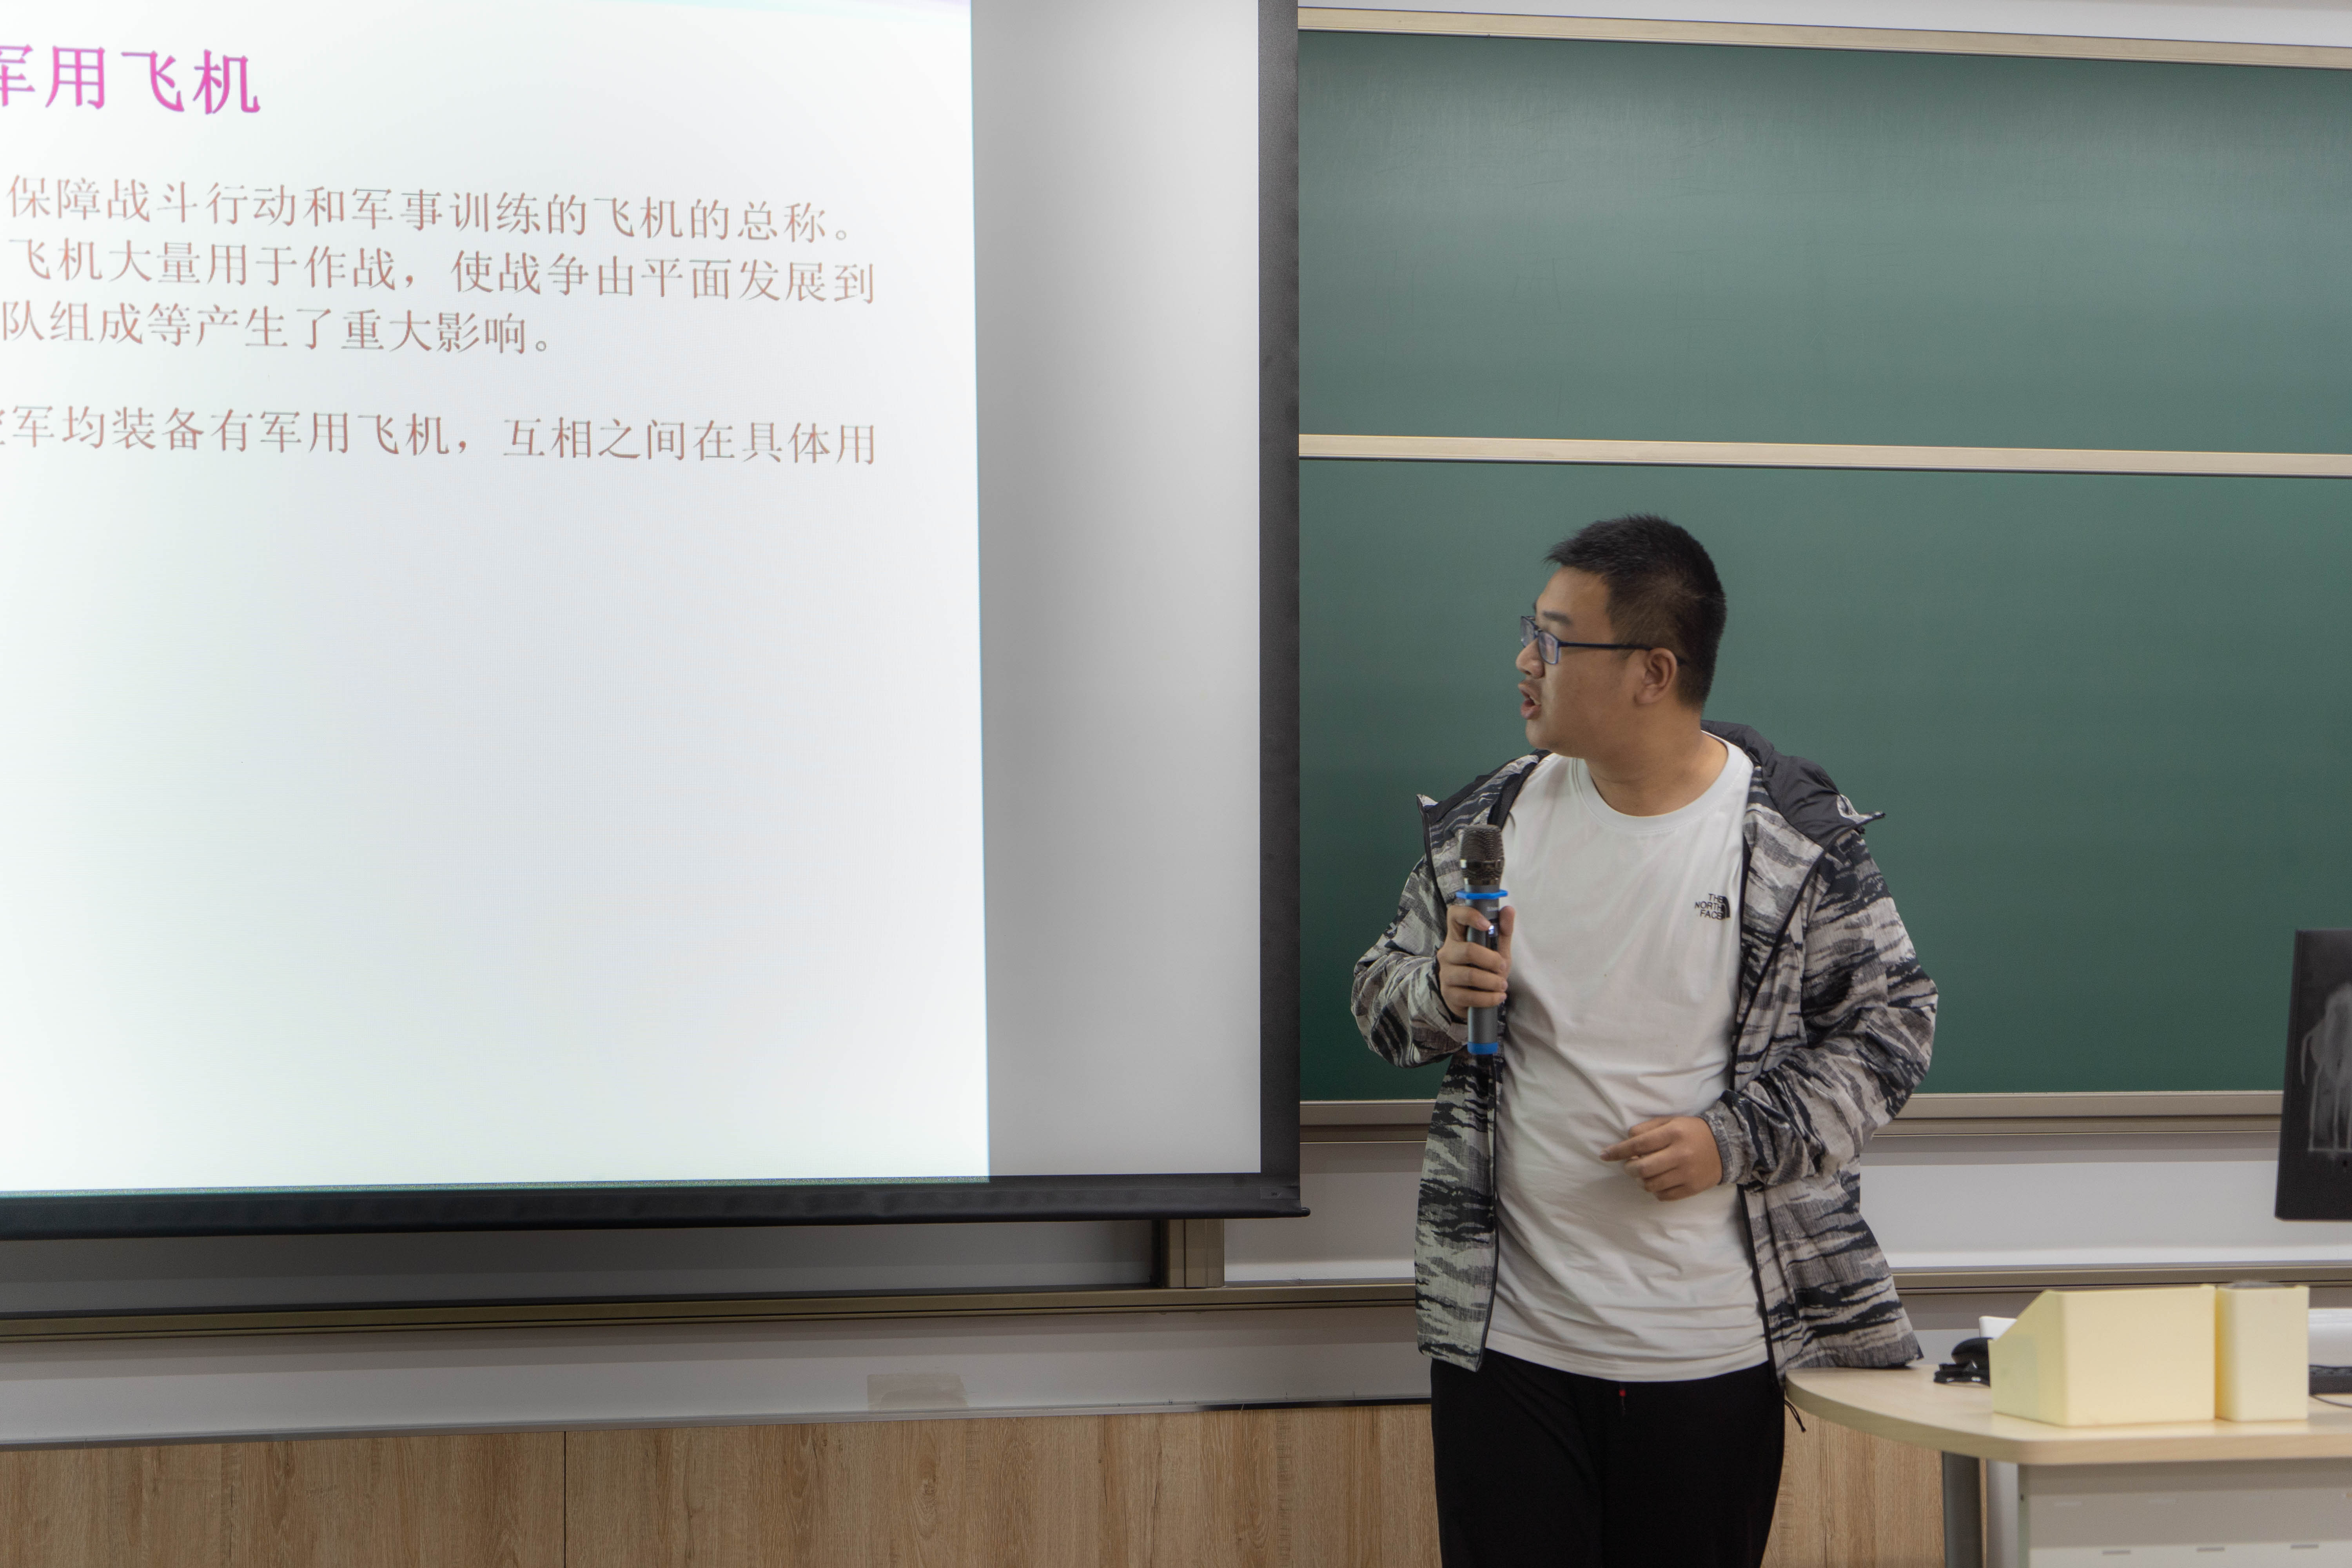 军用飞机
保障战斗行动和军事训练的飞机的总称。
飞机大量用于作战，使战争由平面发展到
队组成等产生了重大影响。
军均装备有军用飞机，互相之间在具体用
THE
NORTH
FACE